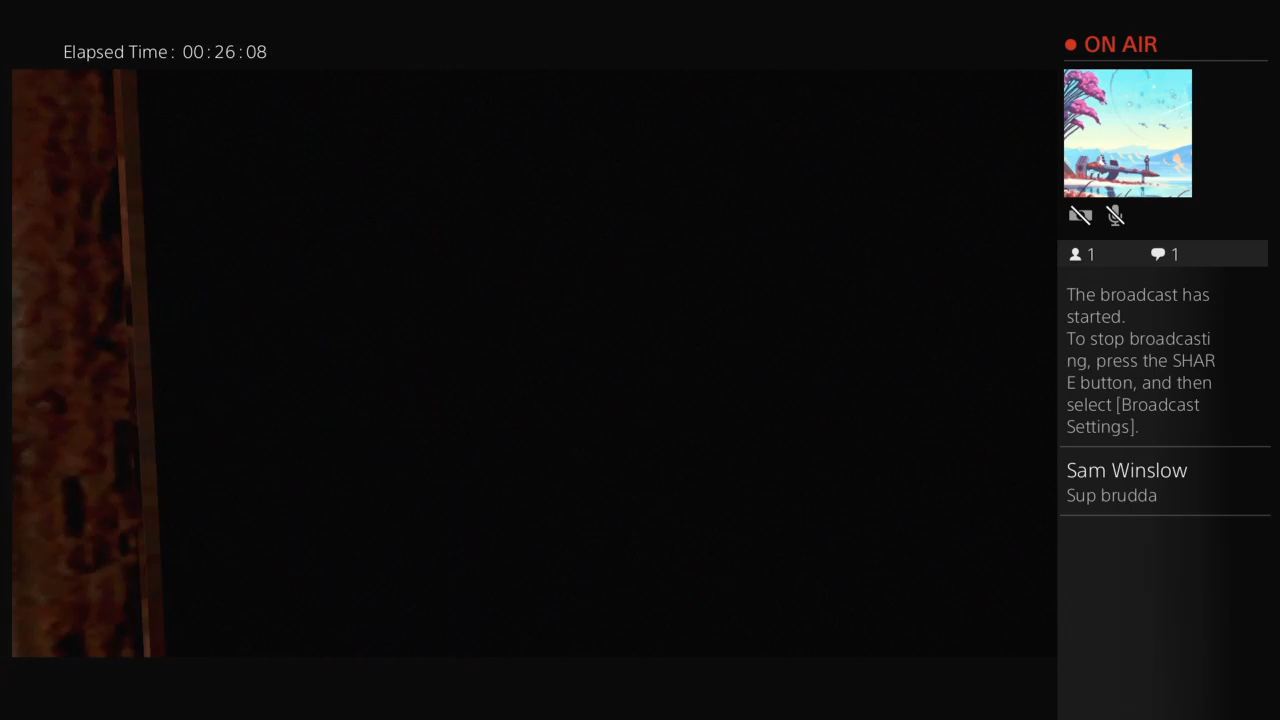 Elapsed Time: 00:26:08
ON AIR
1
1
The broadcast has
started.
To stop broadcasti
ng, press the SHAR
E button, and then
select [Broadcast
Settings].
Sam Winslow
Sup brudda